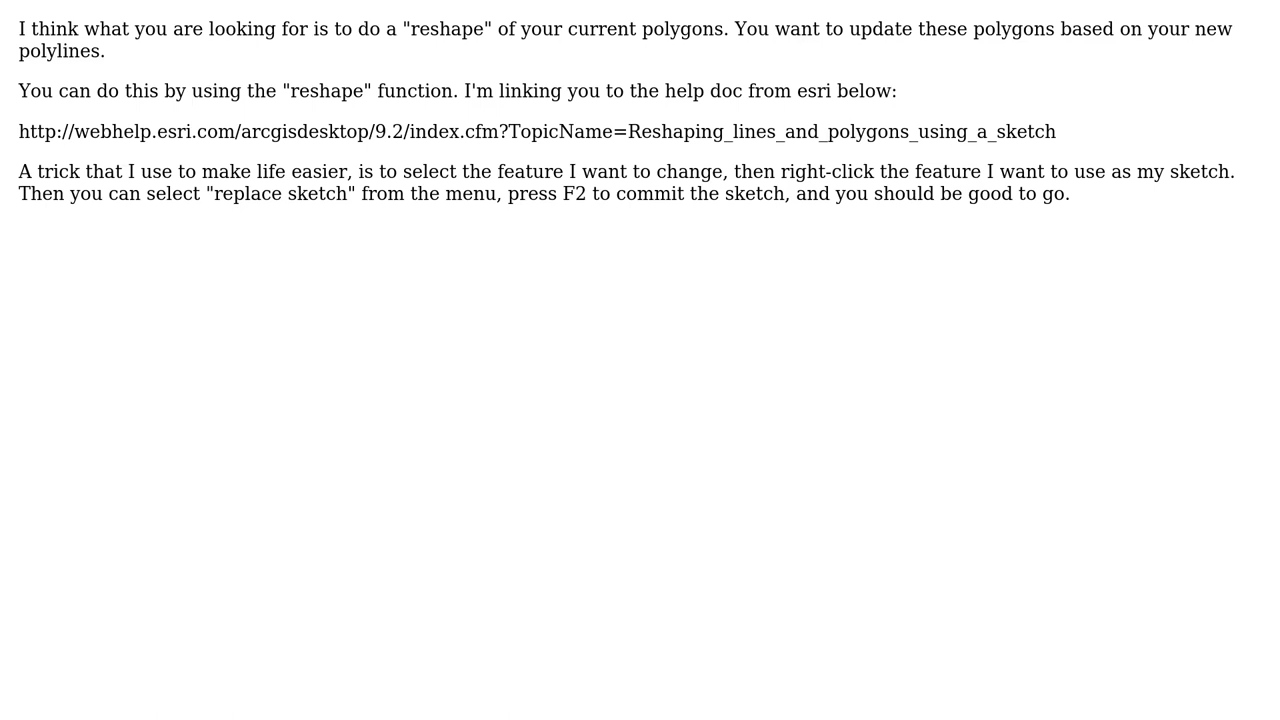 I think what you are looking for is to do a "reshape" of your current polygons. You want to update these polygons based on your new
polylines.
You can do this by using the "reshape" function. I'm linking you to the help doc from esri below:
http://webhelp.esri.com/arcgisdesktop/9.2/index.cfm?TopicName=Reshaping_lines_and_polygons_using_a_sketch
A trick that I use to make life easier, is to select the feature I want to change, then right-click the feature I want to use as my sketch.
Then you can select "replace sketch" from the menu, press F2 to commit the sketch, and you should be good to go.